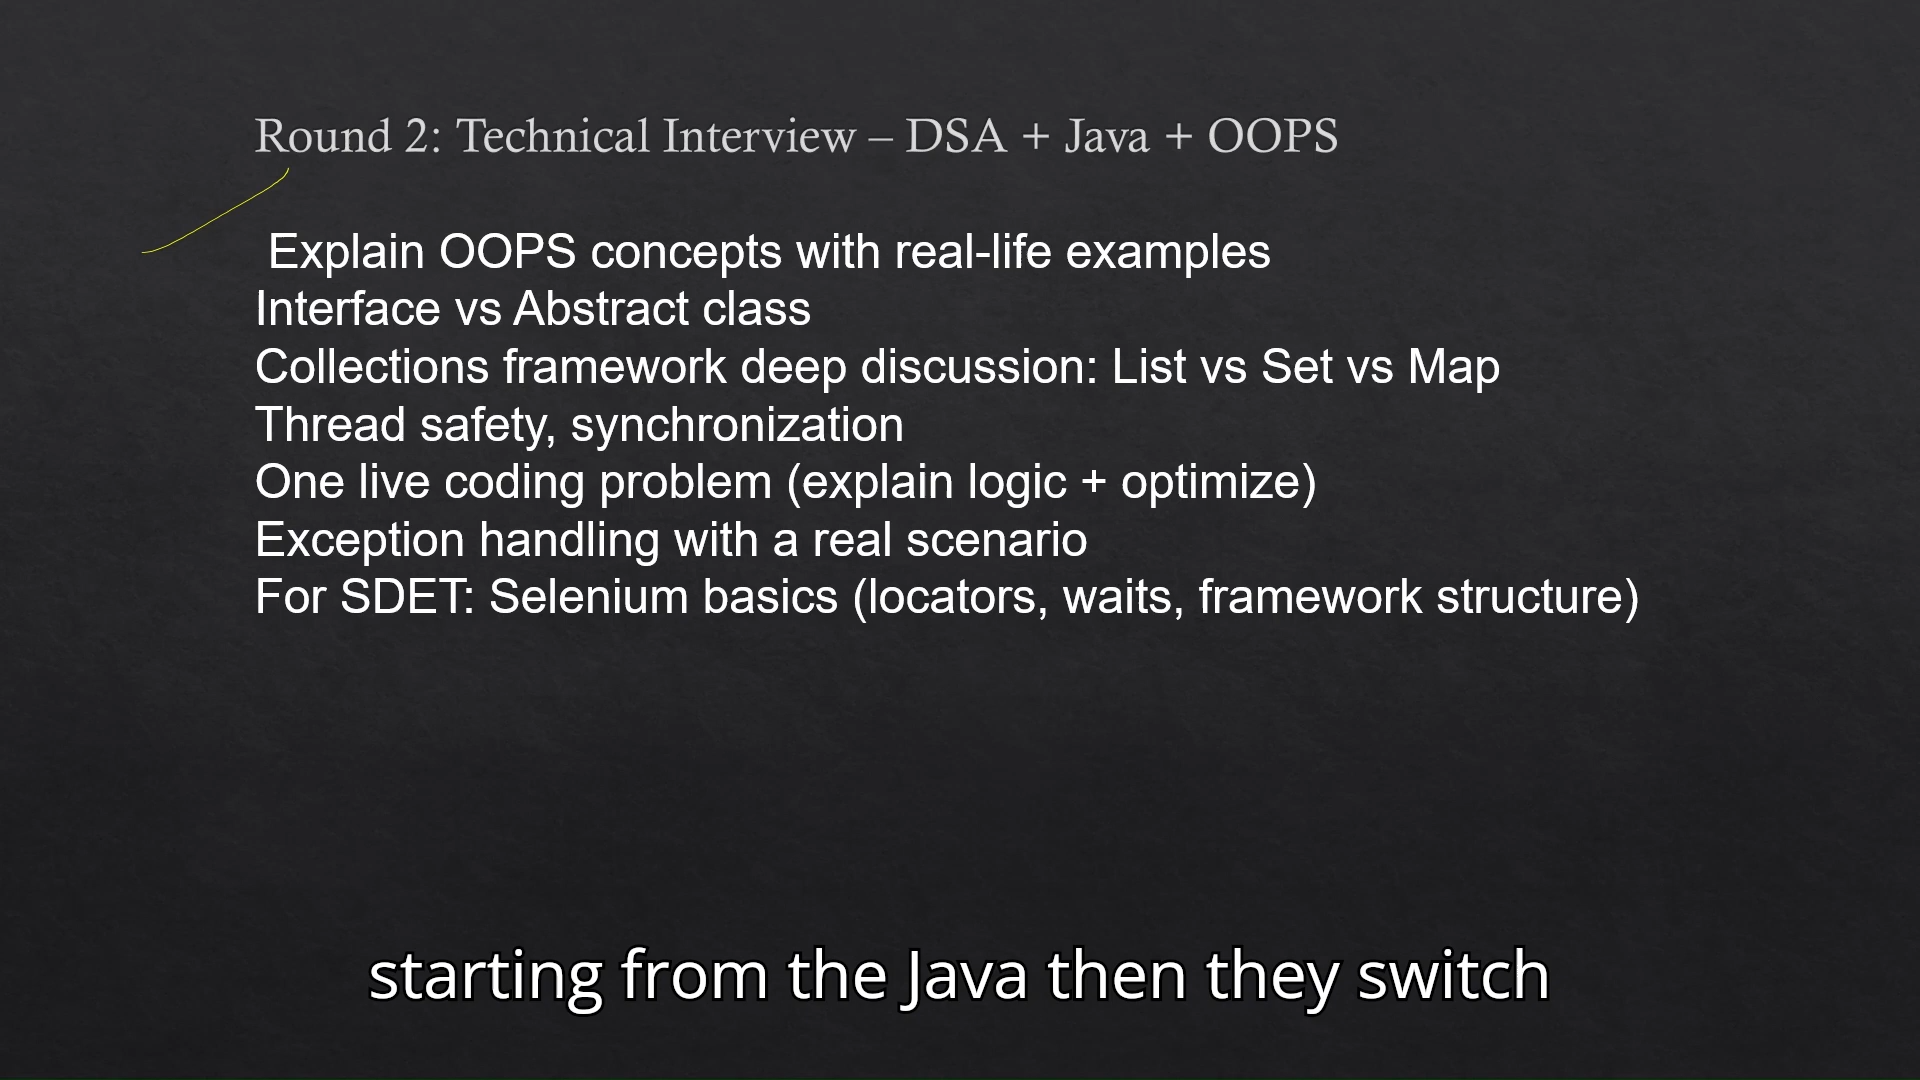 Round 2: Technical Interview – DSA + Java + OOPS
Explain OOPS concepts with real-life examples
Interface vs Abstract class
Collections framework deep discussion: List vs Set vs Map
Thread safety, synchronization
One live coding problem (explain logic + optimize)
Exception handling with a real scenario
For SDET: Selenium basics (locators, waits, framework structure)
starting from the Java then they switch